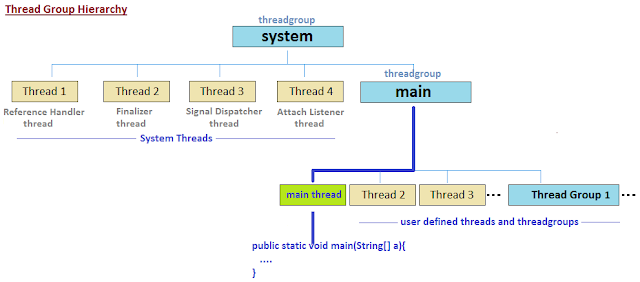 Thread Group Hierarchy
threadgroup
system
threadgroup
main
Thread 1
Thread 2
Thread 3
Thread 4
Reference Handler
thread
Finalizer
thread
Signal Dispatcher
thread
Attach Listener
thread
System Threads
main thread
Thread 2
Thread 3
Thread Group 1
user defined threads and threadgroups
public static void main(String[] a){
....
}